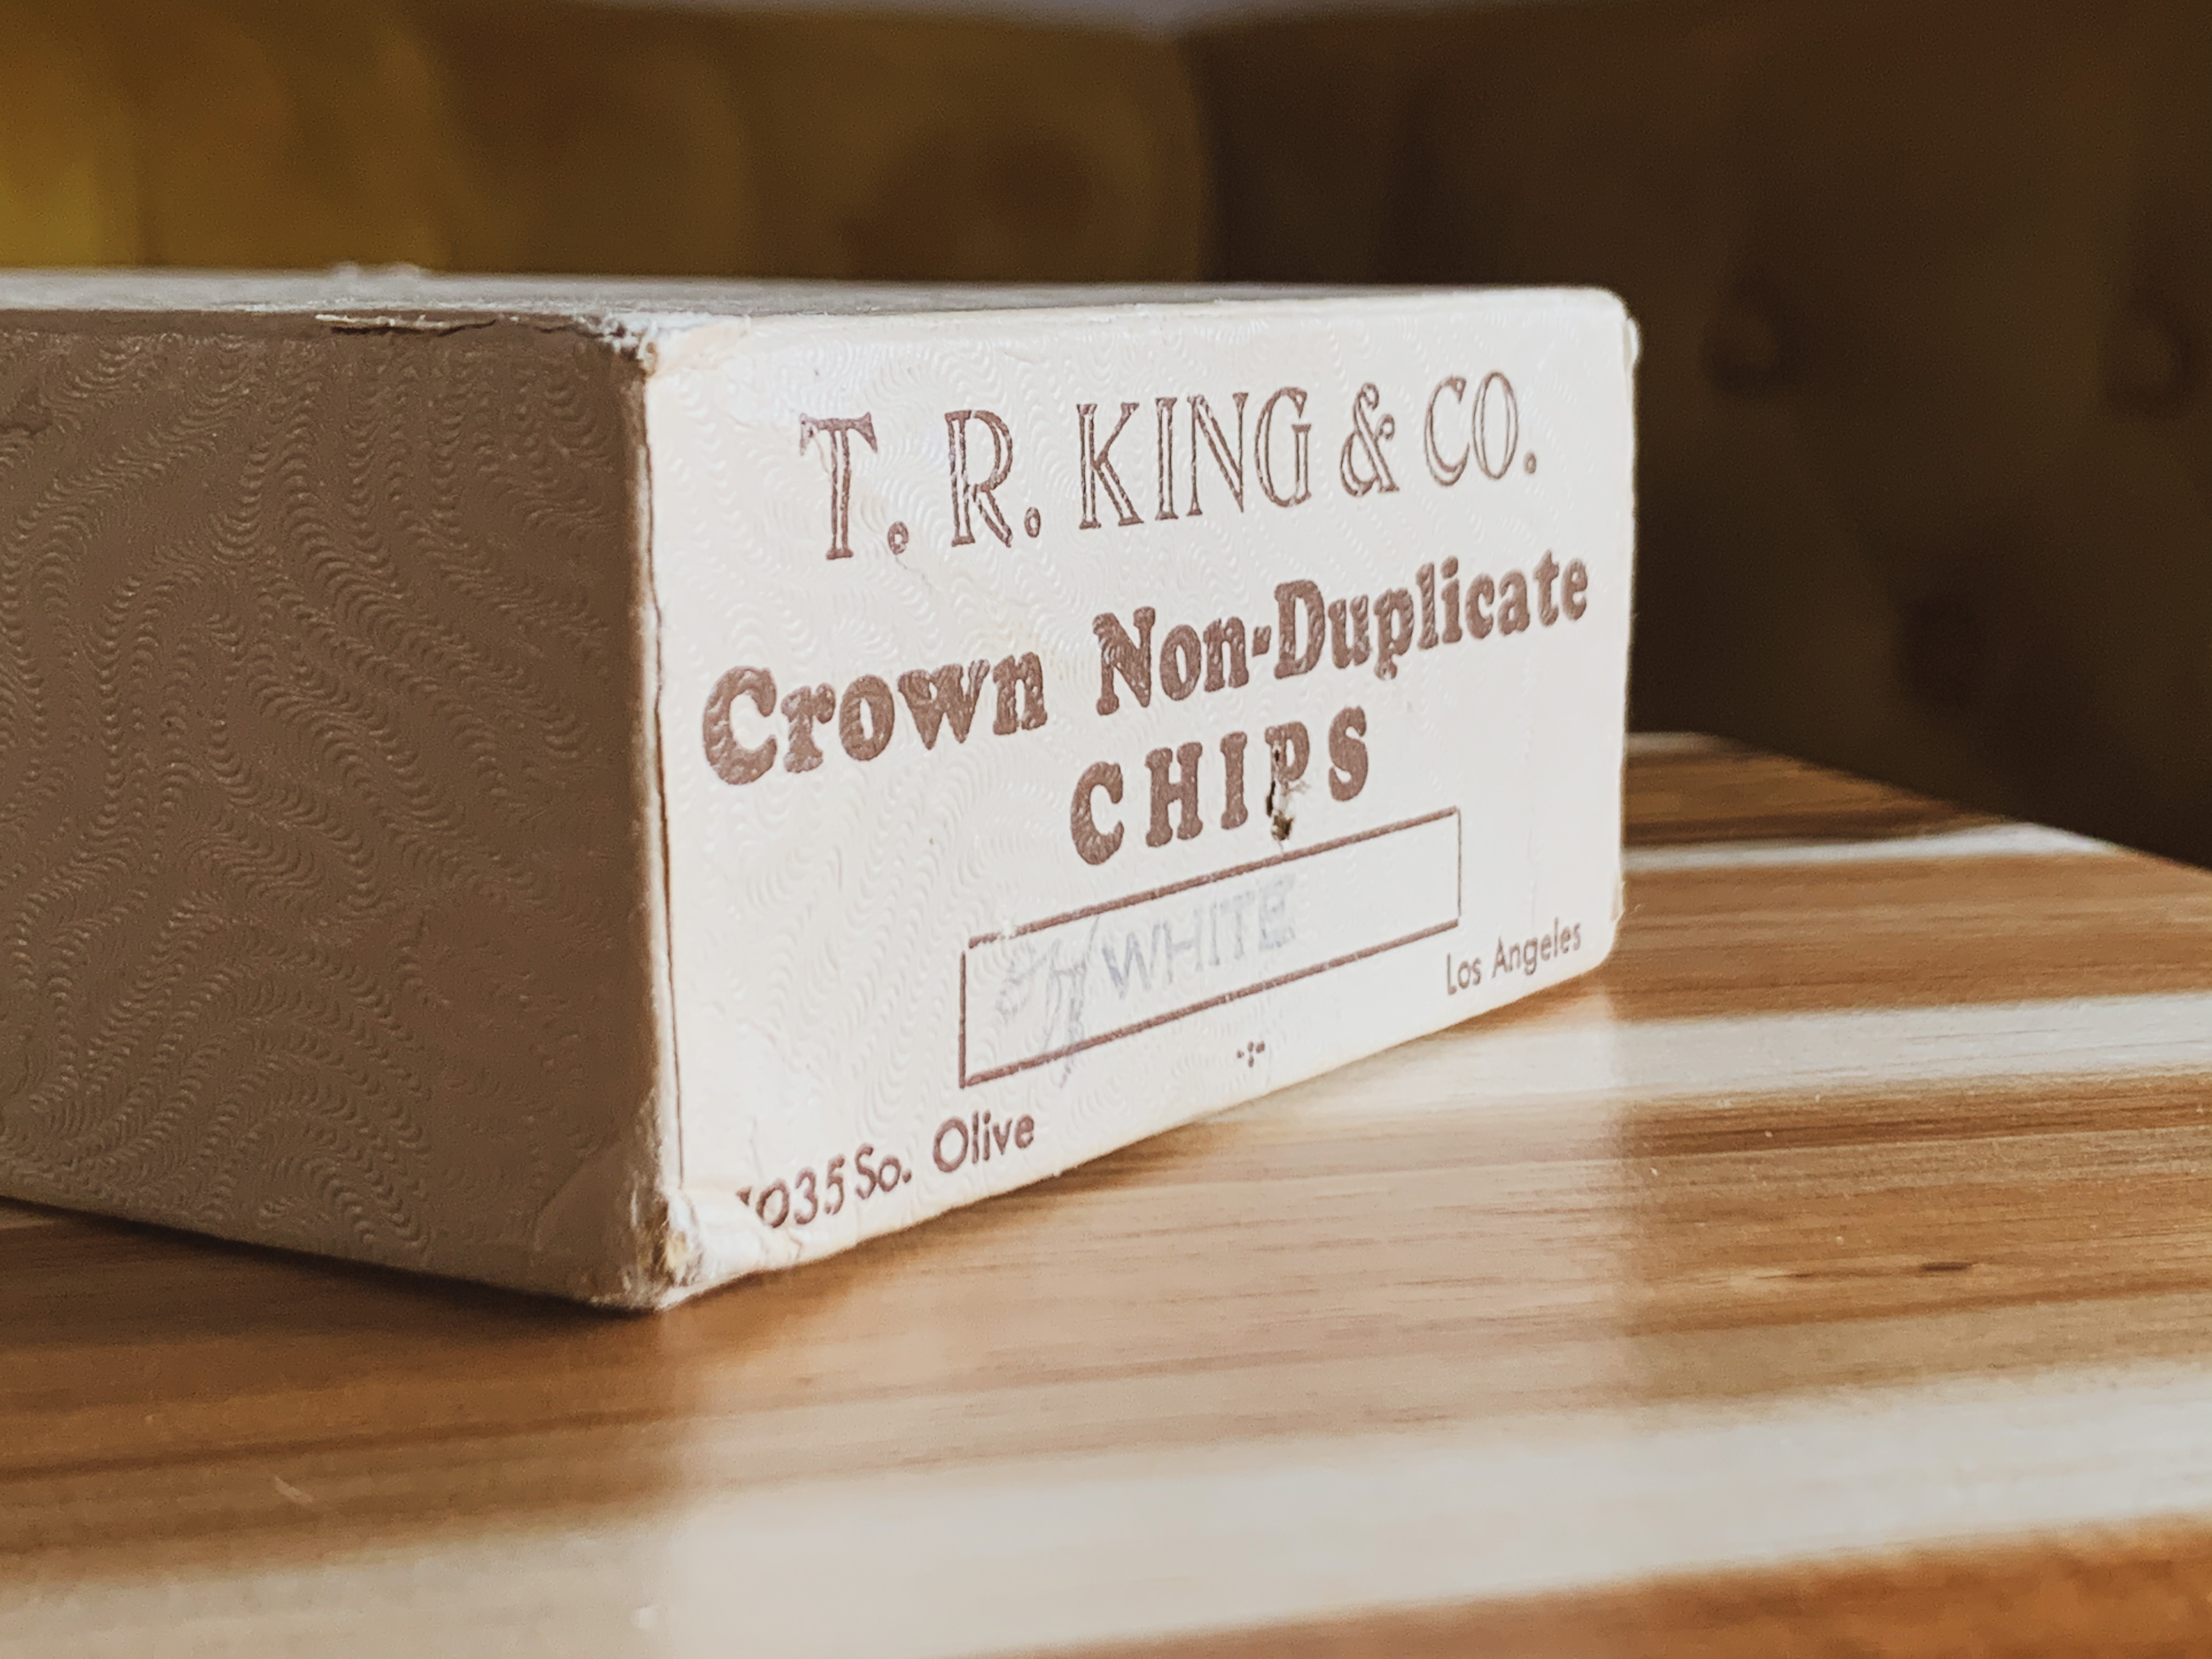 T. R. KING & CO.
Crown Non-Duplicate
CHIPS
WHITE
1035 So. Olive
Los Angeles